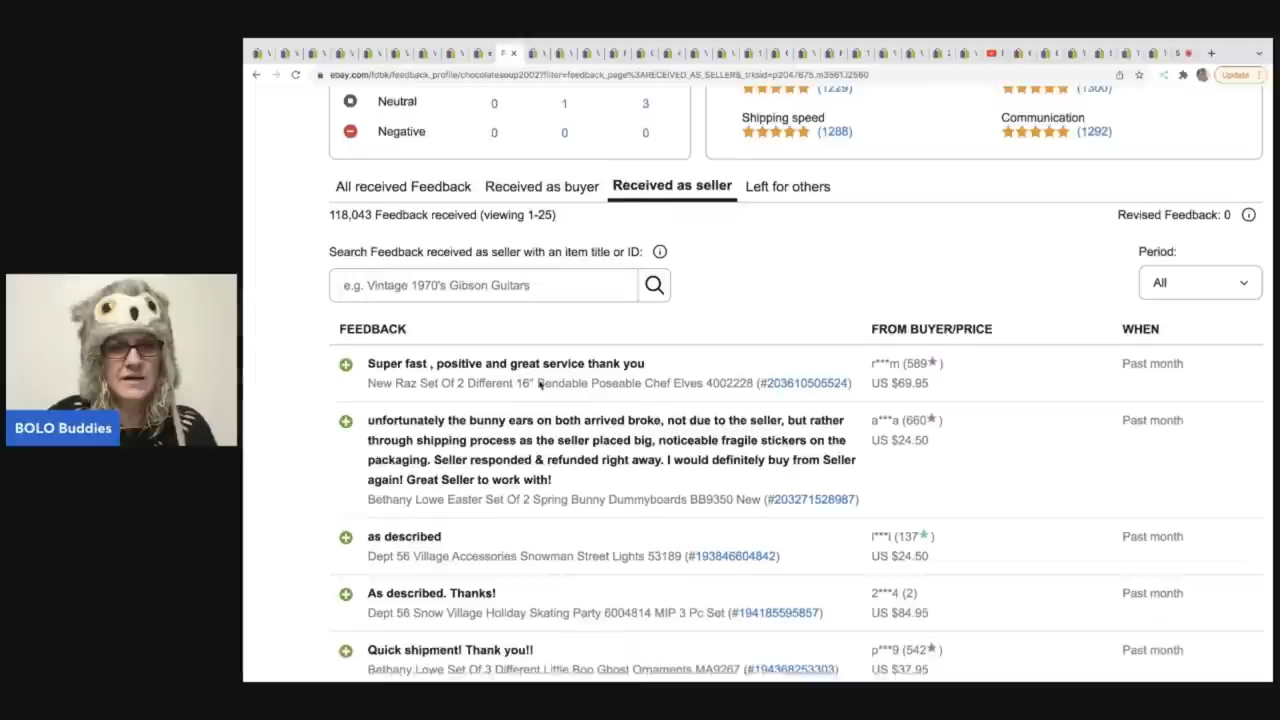 ebay.com/fdbk/feedback_profile/chocolatesoup2002?filter=feedback_page%3ARECEIVED_AS_SELLER&_trksid=p2047675.m3561.l2560
Update
Neutral 0 1 3
(1229) (1300)
Negative 0 0 0
Shipping speed Communication
(1288) (1292)
All received Feedback Received as buyer Received as seller Left for others
118,043 Feedback received (viewing 1-25) Revised Feedback: 0
Search Feedback received as seller with an item title or ID: Period:
e.g. Vintage 1970's Gibson Guitars All
FEEDBACK FROM BUYER/PRICE WHEN
Super fast , positive and great service thank you r***m (589) Past month
New Raz Set Of 2 Different 16" Bendable Poseable Chef Elves 4002228 (#203610505524) US $69.95
unfortunately the bunny ears on both arrived broke, not due to the seller, but rather a***a (660) Past month
through shipping process as the seller placed big, noticeable fragile stickers on the US $24.50
packaging. Seller responded & refunded right away. I would definitely buy from Seller
again! Great Seller to work with!
Bethany Lowe Easter Set Of 2 Spring Bunny Dummyboards BB9350 New (#203271528987)
as described l***i (137) Past month
Dept 56 Village Accessories Snowman Street Lights 53189 (#193846604842) US $24.50
As described. Thanks! 2***4 (2) Past month
Dept 56 Snow Village Holiday Skating Party 6004814 MIP 3 Pc Set (#194185595857) US $84.95
Quick shipment! Thank you!! p***9 (542) Past month
Bethany Lowe Set Of 3 Different Little Boo Ghost Ornaments MA9267 (#194368253303) US $37.95
BOLO Buddies